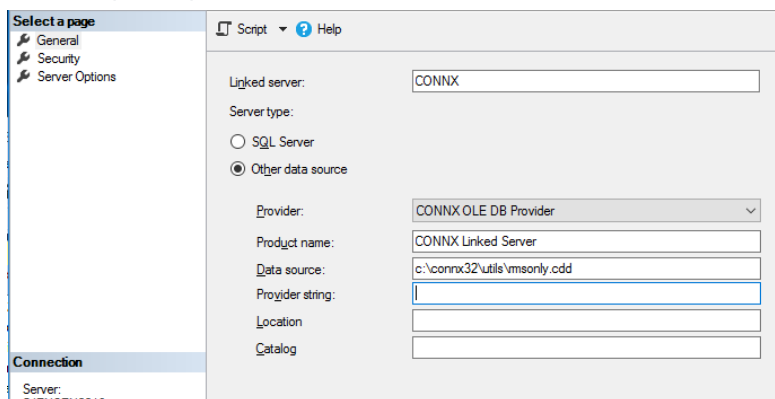 Select a page
General
Security
Server Options
Script
Help
Linked server:
CONNX
Server type:
SQL Server
Other data source
Provider:
CONNX OLE DB Provider
Product name:
CONNX Linked Server
Data source:
c:\connx32\utils\msonly.cdd
Provider string:
Location
Catalog
Connection
Server: